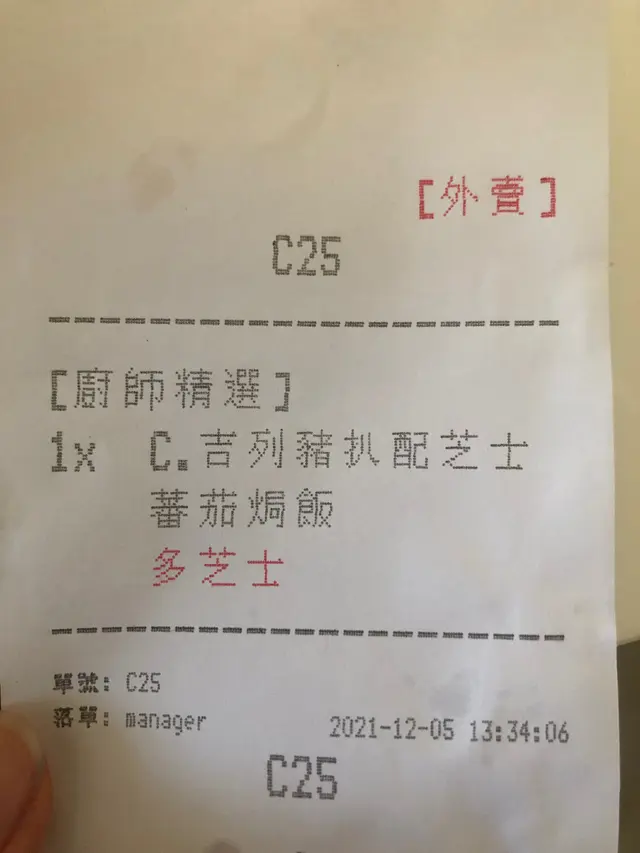 [外賣]
C25
[廚師精選]
1x C.吉列豬扒配芝士
蕃茄焗飯
多芝士
單號: C25
落單: manager 2021-12-05 13:34:06
C25